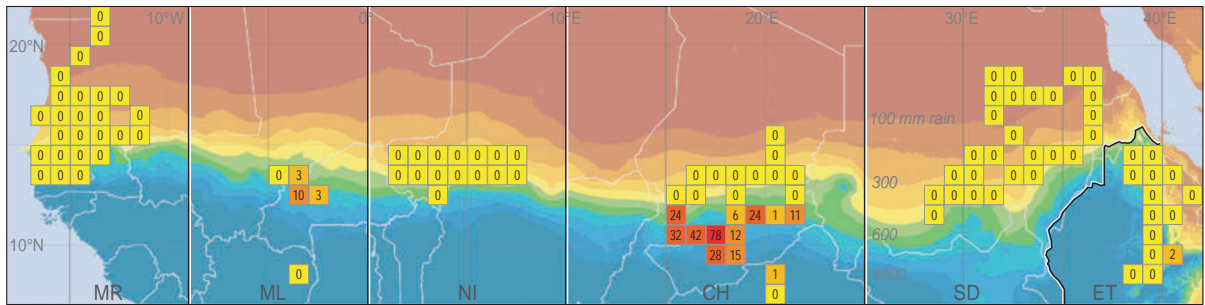 0 10°W 0° 10°E 20°E 30°E 40°E
0
20°N
0
0 0 0 0 0
0 0 0 0 0 0 0 0 0
0 0 0 0 0 100 mm rain 0 0
0 0 0 0 0 0 0 0
0 0 0 0 0 0 0 0 0 0 0 0 0 0 0 0 0 0 0
0 0 0 0 3 0 0 0 0 0 0 0 0 0 0 0 0 0 300 0 0 0 0 0 0
10 3 0 0 0 0 0 0 0 0 0 0 0 0
24 6 24 1 11 0 0 0
10°N 32 42 78 12 600 0
28 15 0 2
0 1 1000 0 0
MR ML NI CH 0 SD ET